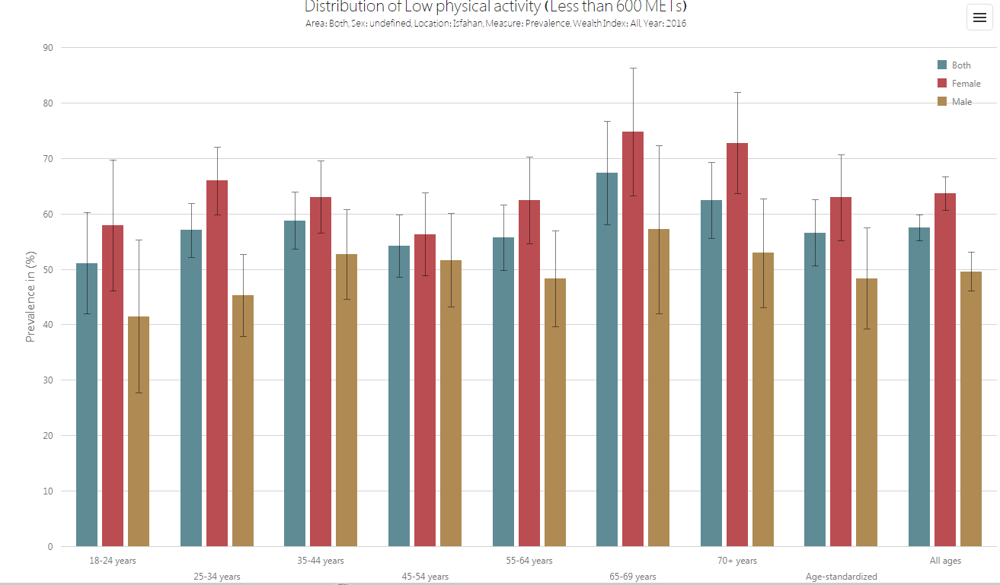 Distribution of Low physical activity (Less than 600 METs)
Area: Both, Sex: undefined, Location: Isfahan, Measure: Prevalence, Wealth Index: All, Year: 2016
90
80
70
60
50
40
30
20
10
0
Prevalence in (%)
Both
Female
Male
18-24 years
25-34 years
35-44 years
45-54 years
55-64 years
65-69 years
70+ years
Age-standardized
All ages